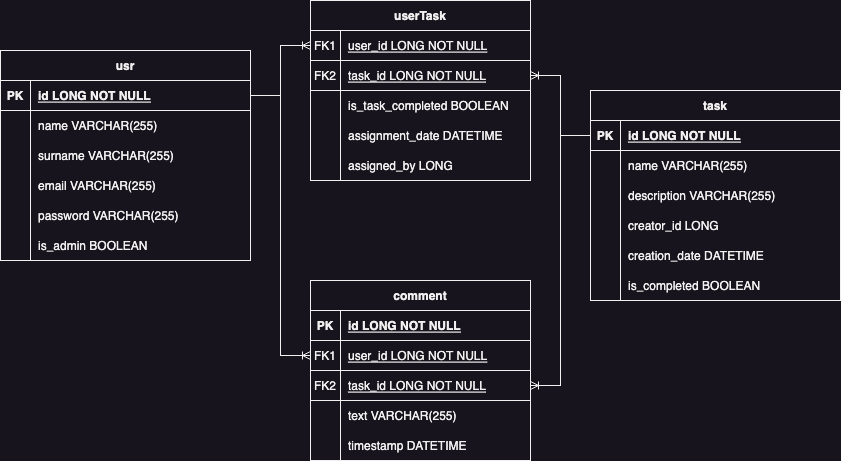 userTask
FK1 user_id LONG NOT NULL
FK2 task_id LONG NOT NULL
is_task_completed BOOLEAN
assignment_date DATETIME
assigned_by LONG
usr
PK id LONG NOT NULL
name VARCHAR(255)
surname VARCHAR(255)
email VARCHAR(255)
password VARCHAR(255)
is_admin BOOLEAN
task
PK id LONG NOT NULL
name VARCHAR(255)
description VARCHAR(255)
creator_id LONG
creation_date DATETIME
is_completed BOOLEAN
comment
PK id LONG NOT NULL
FK1 user_id LONG NOT NULL
FK2 task_id LONG NOT NULL
text VARCHAR(255)
timestamp DATETIME